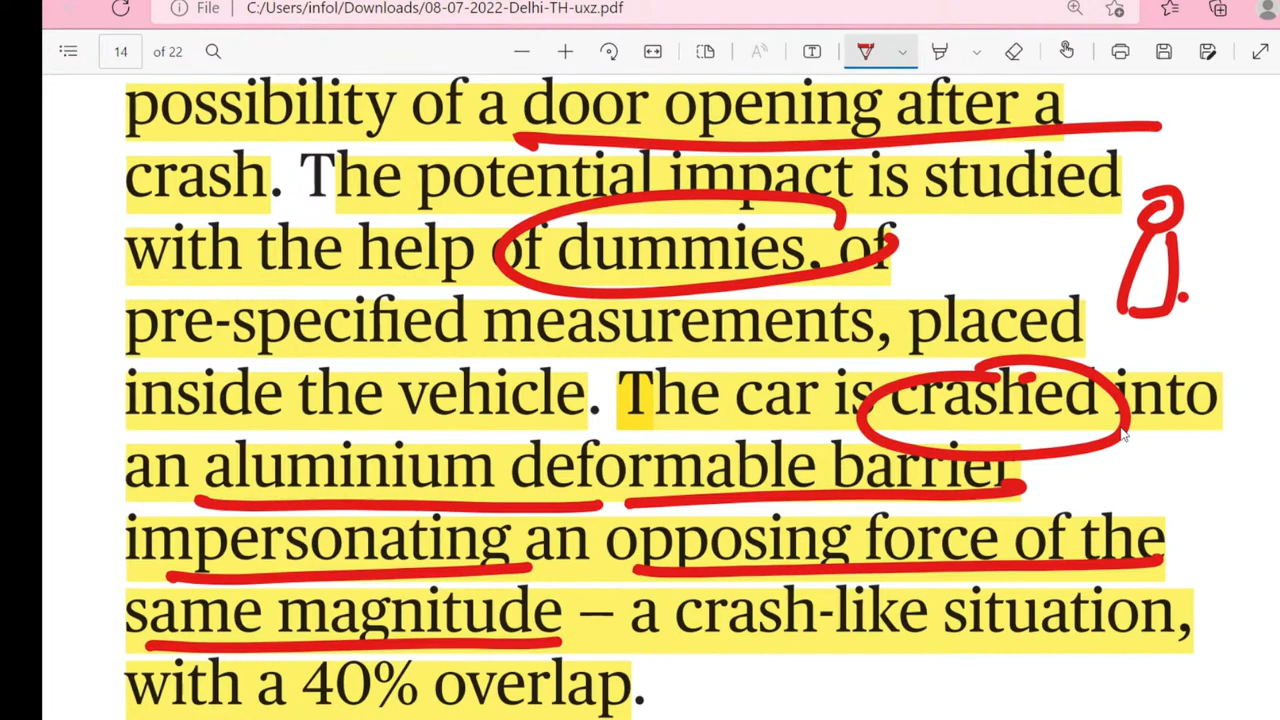 File C:/Users/infol/Downloads/08-07-2022-Delhi-TH-uxz.pdf
14 of 22
possibility of a door opening after a
crash. The potential impact is studied
with the help of dummies, of
pre-specified measurements, placed
inside the vehicle. The car is crashed into
an aluminium deformable barrier
impersonating an opposing force of the
same magnitude – a crash-like situation,
with a 40% overlap.